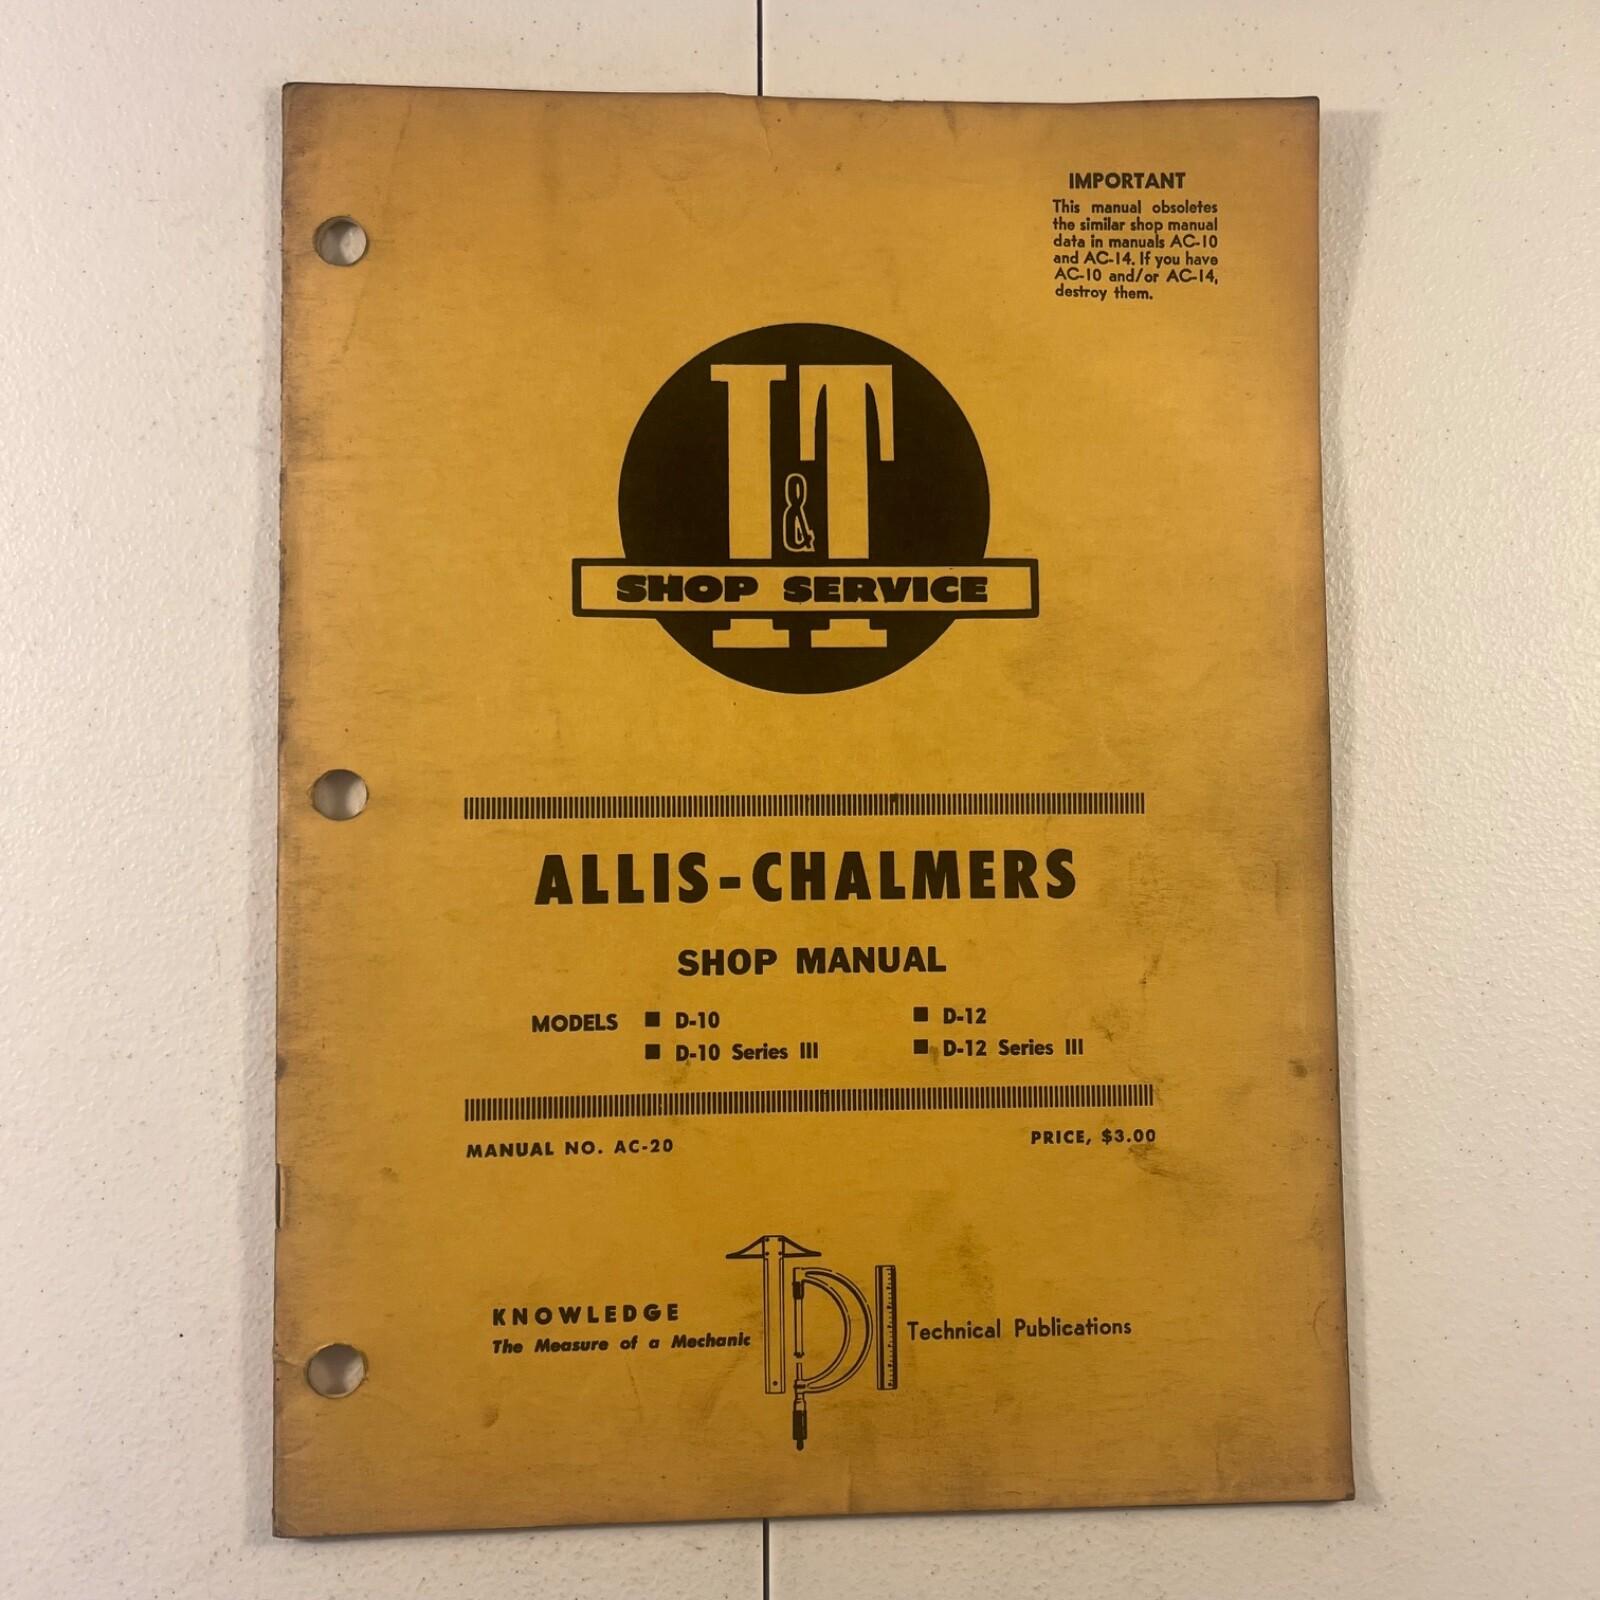 IMPORTANT
This manual obsoletes
the similar shop manual
data in manuals AC-10
and AC-14. If you have
AC-10 and/or AC-14,
destroy them.
I&T
SHOP SERVICE
ALLIS-CHALMERS
SHOP MANUAL
MODELS ■ D-10 ■ D-12
■ D-10 Series III ■ D-12 Series III
MANUAL NO. AC-20 PRICE, $3.00
KNOWLEDGE
The Measure of a Mechanic
TPI
Technical Publications